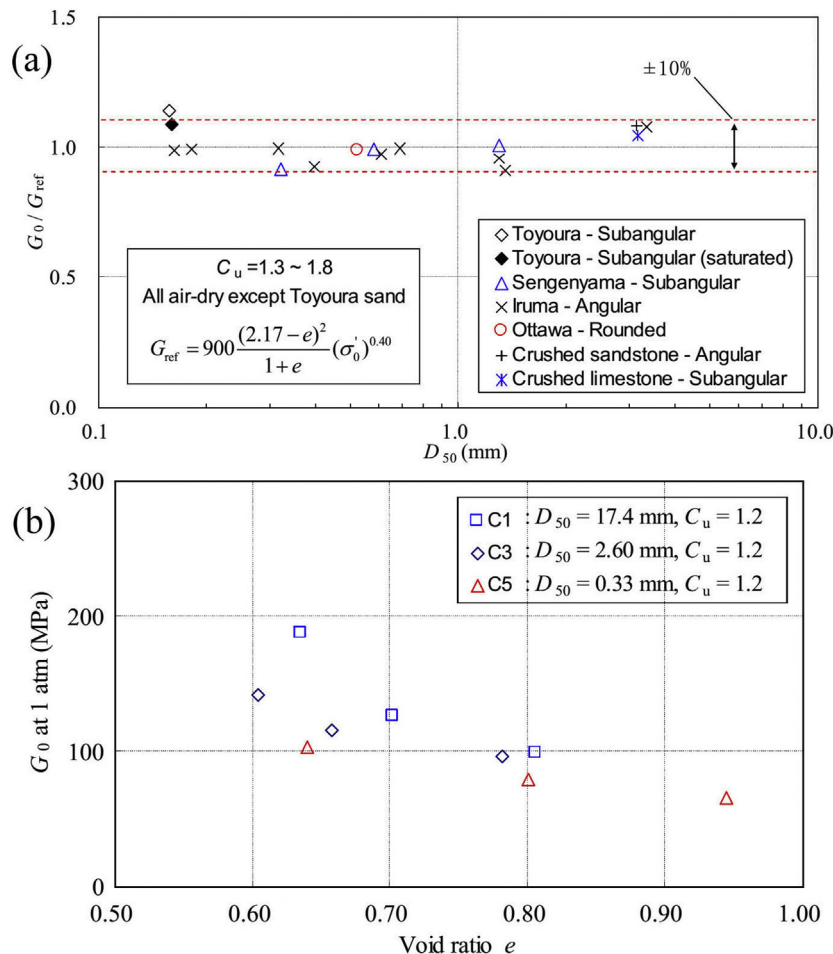 (a)
1.5
1.0
0.5
0.0
G0 / Gref
±10%
Cu =1.3 ~ 1.8
All air-dry except Toyoura sand
Gref = 900 (2.17 − e)² / 1 + e (σ0')^0.40
Toyoura - Subangular
Toyoura - Subangular (saturated)
Sengenyama - Subangular
Iruma - Angular
Ottawa - Rounded
Crushed sandstone - Angular
Crushed limestone - Subangular
0.1 1.0 10.0
D50 (mm)
(b)
300
200
100
0
G0 at 1 atm (MPa)
C1 : D50 = 17.4 mm, Cu = 1.2
C3 : D50 = 2.60 mm, Cu = 1.2
C5 : D50 = 0.33 mm, Cu = 1.2
0.50 0.60 0.70 0.80 0.90 1.00
Void ratio e